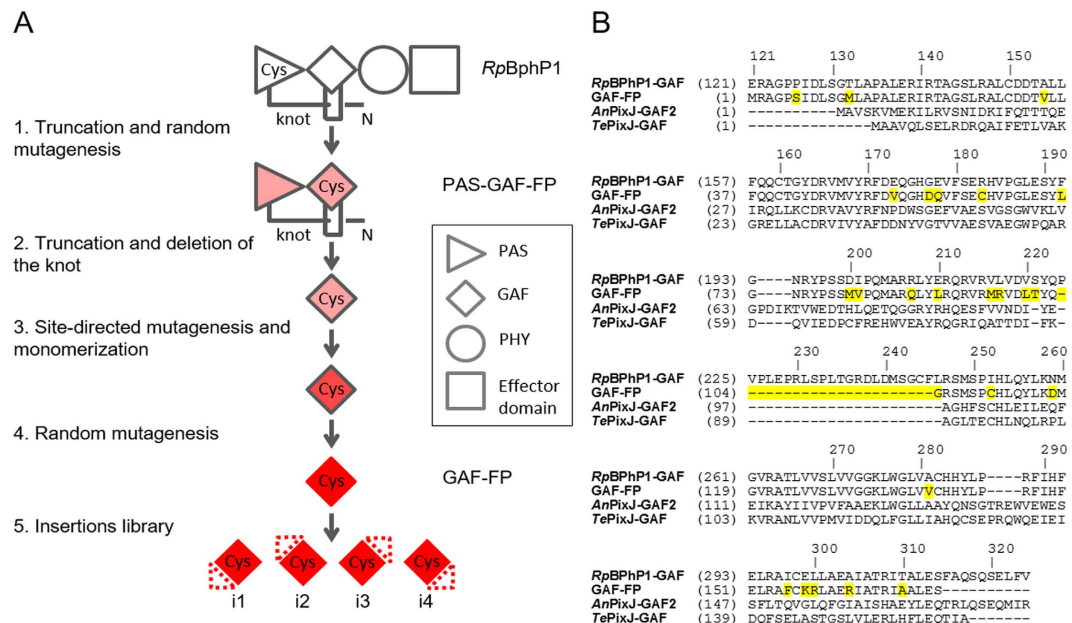 A
Cys
RpBphP1
knot N
1. Truncation and random
mutagenesis
Cys
PAS-GAF-FP
knot N
2. Truncation and deletion of
the knot
Cys
3. Site-directed mutagenesis and
monomerization
Cys
4. Random mutagenesis
Cys
GAF-FP
5. Insertions library
Cys Cys Cys Cys
i1 i2 i3 i4
PAS
GAF
PHY
Effector
domain
B
121 130 140 150
RpBPhP1-GAF (121) ERAGPPIDLSGTLAPALERIRTAGSLRALCDDTALL
GAF-FP (1) MRAGPSIDLSGMLAPALERIRTAGSLRALCDDTVLL
AnPixJ-GAF2 (1) ----------MAVSKVMEKILRVSNIDKIFQTTTQE
TePixJ-GAF (1) --------------AAVQLSELRDRQAIFETLVAK
160 170 180 190
RpBPhP1-GAF (157) FQQCTGYDRVMVYRFDEQGHGEVFSERHVPGLESYF
GAF-FP (37) FQQCTGYDRVMVYRFDVQGHDQVFSECHVPGLESYL
AnPixJ-GAF2 (27) IRQLLKCDRVAVYRFNPDWSGEFVAESVGSGWVKLV
TePixJ-GAF (23) GRELLACDRVIVYAFDDNYVGTVVAESVAEGWPQAR
200 210 220
RpBPhP1-GAF (193) G----NRYPSSDIPQMARRLYERQRVRVLVDVSYQP
GAF-FP (73) G----NRYPSSMVPQMARQLYLRQRVRMRVDLTYQ-
AnPixJ-GAF2 (63) GPDIKTVWEDTHLQETQGGRYRHQESFVVNDI-YE-
TePixJ-GAF (59) D----QVIEDPCFREHWVEAYRQGRIQATTDI-FK-
230 240 250 260
RpBPhP1-GAF (225) VPLEPRLSPLTGRDLDMSGCFLRSMSPIHLQYLKNM
GAF-FP (104) ---------------------GRSMSPCHLQYLKDM
AnPixJ-GAF2 (97) ----------------------AGHFSCHLEILEQF
TePixJ-GAF (89) ----------------------AGLTECHLNQLRPL
270 280 290
RpBPhP1-GAF (261) GVRATLVVSLVVGGKLWGLVACHHYLP----RFIHF
GAF-FP (119) GVRATLVVSLVVGGKLWGLVVCHHYLP----RFIHF
AnPixJ-GAF2 (111) EIKAYIIVPVFAAEKLWGLLAAYQNSGTREWVEWES
TePixJ-GAF (103) KVRANLVVPMVIDDQLFGLLIAHQCSEPRQWQEIEI
300 310 320
RpBPhP1-GAF (293) ELRAICELLAEAIATRITALESFAQSQSELFV
GAF-FP (151) ELRAFCKRLAERIATRIAALES----------
AnPixJ-GAF2 (147) SFLTQVGLQFGIAISHAEYLEQTRLQSEQMIR
TePixJ-GAF (139) DQFSELASTGSLVLERLHFLEQTIA-------